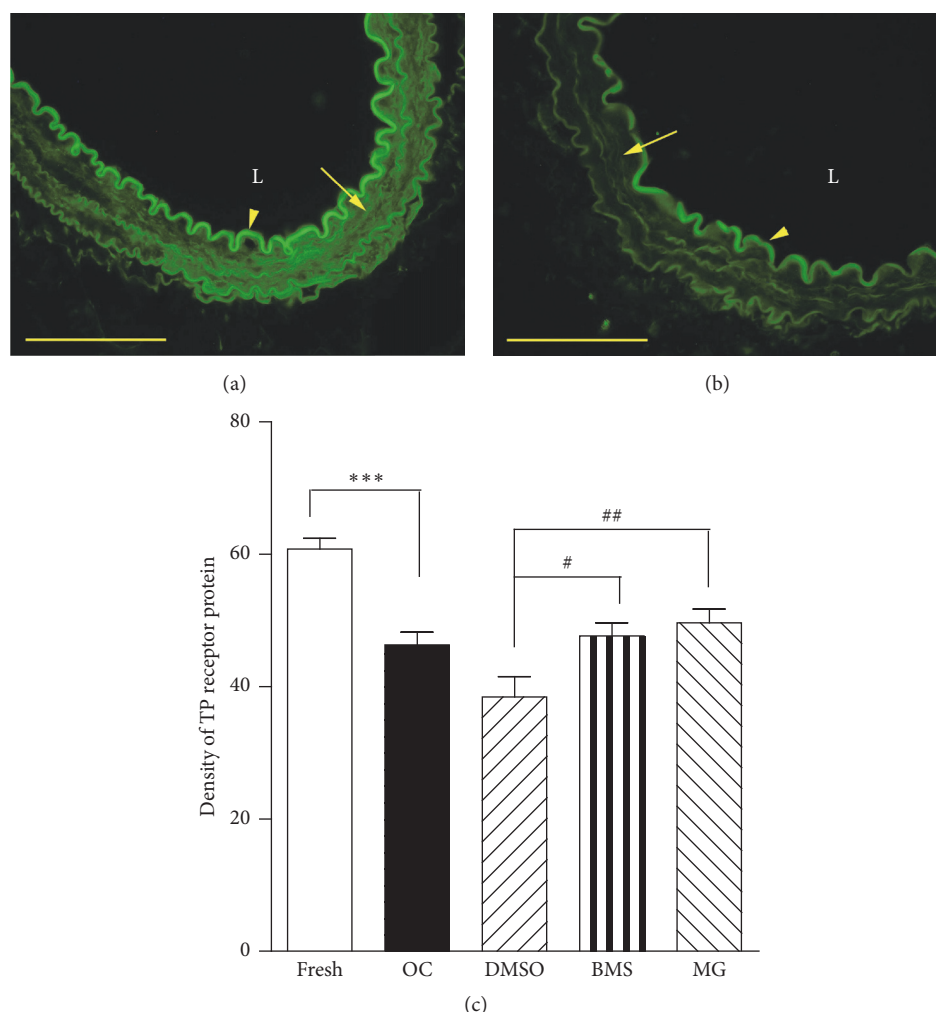 L
L
(a)
(b)
80
60
40
20
0
Density of TP receptor protein
***
##
#
Fresh OC DMSO BMS MG
(c)